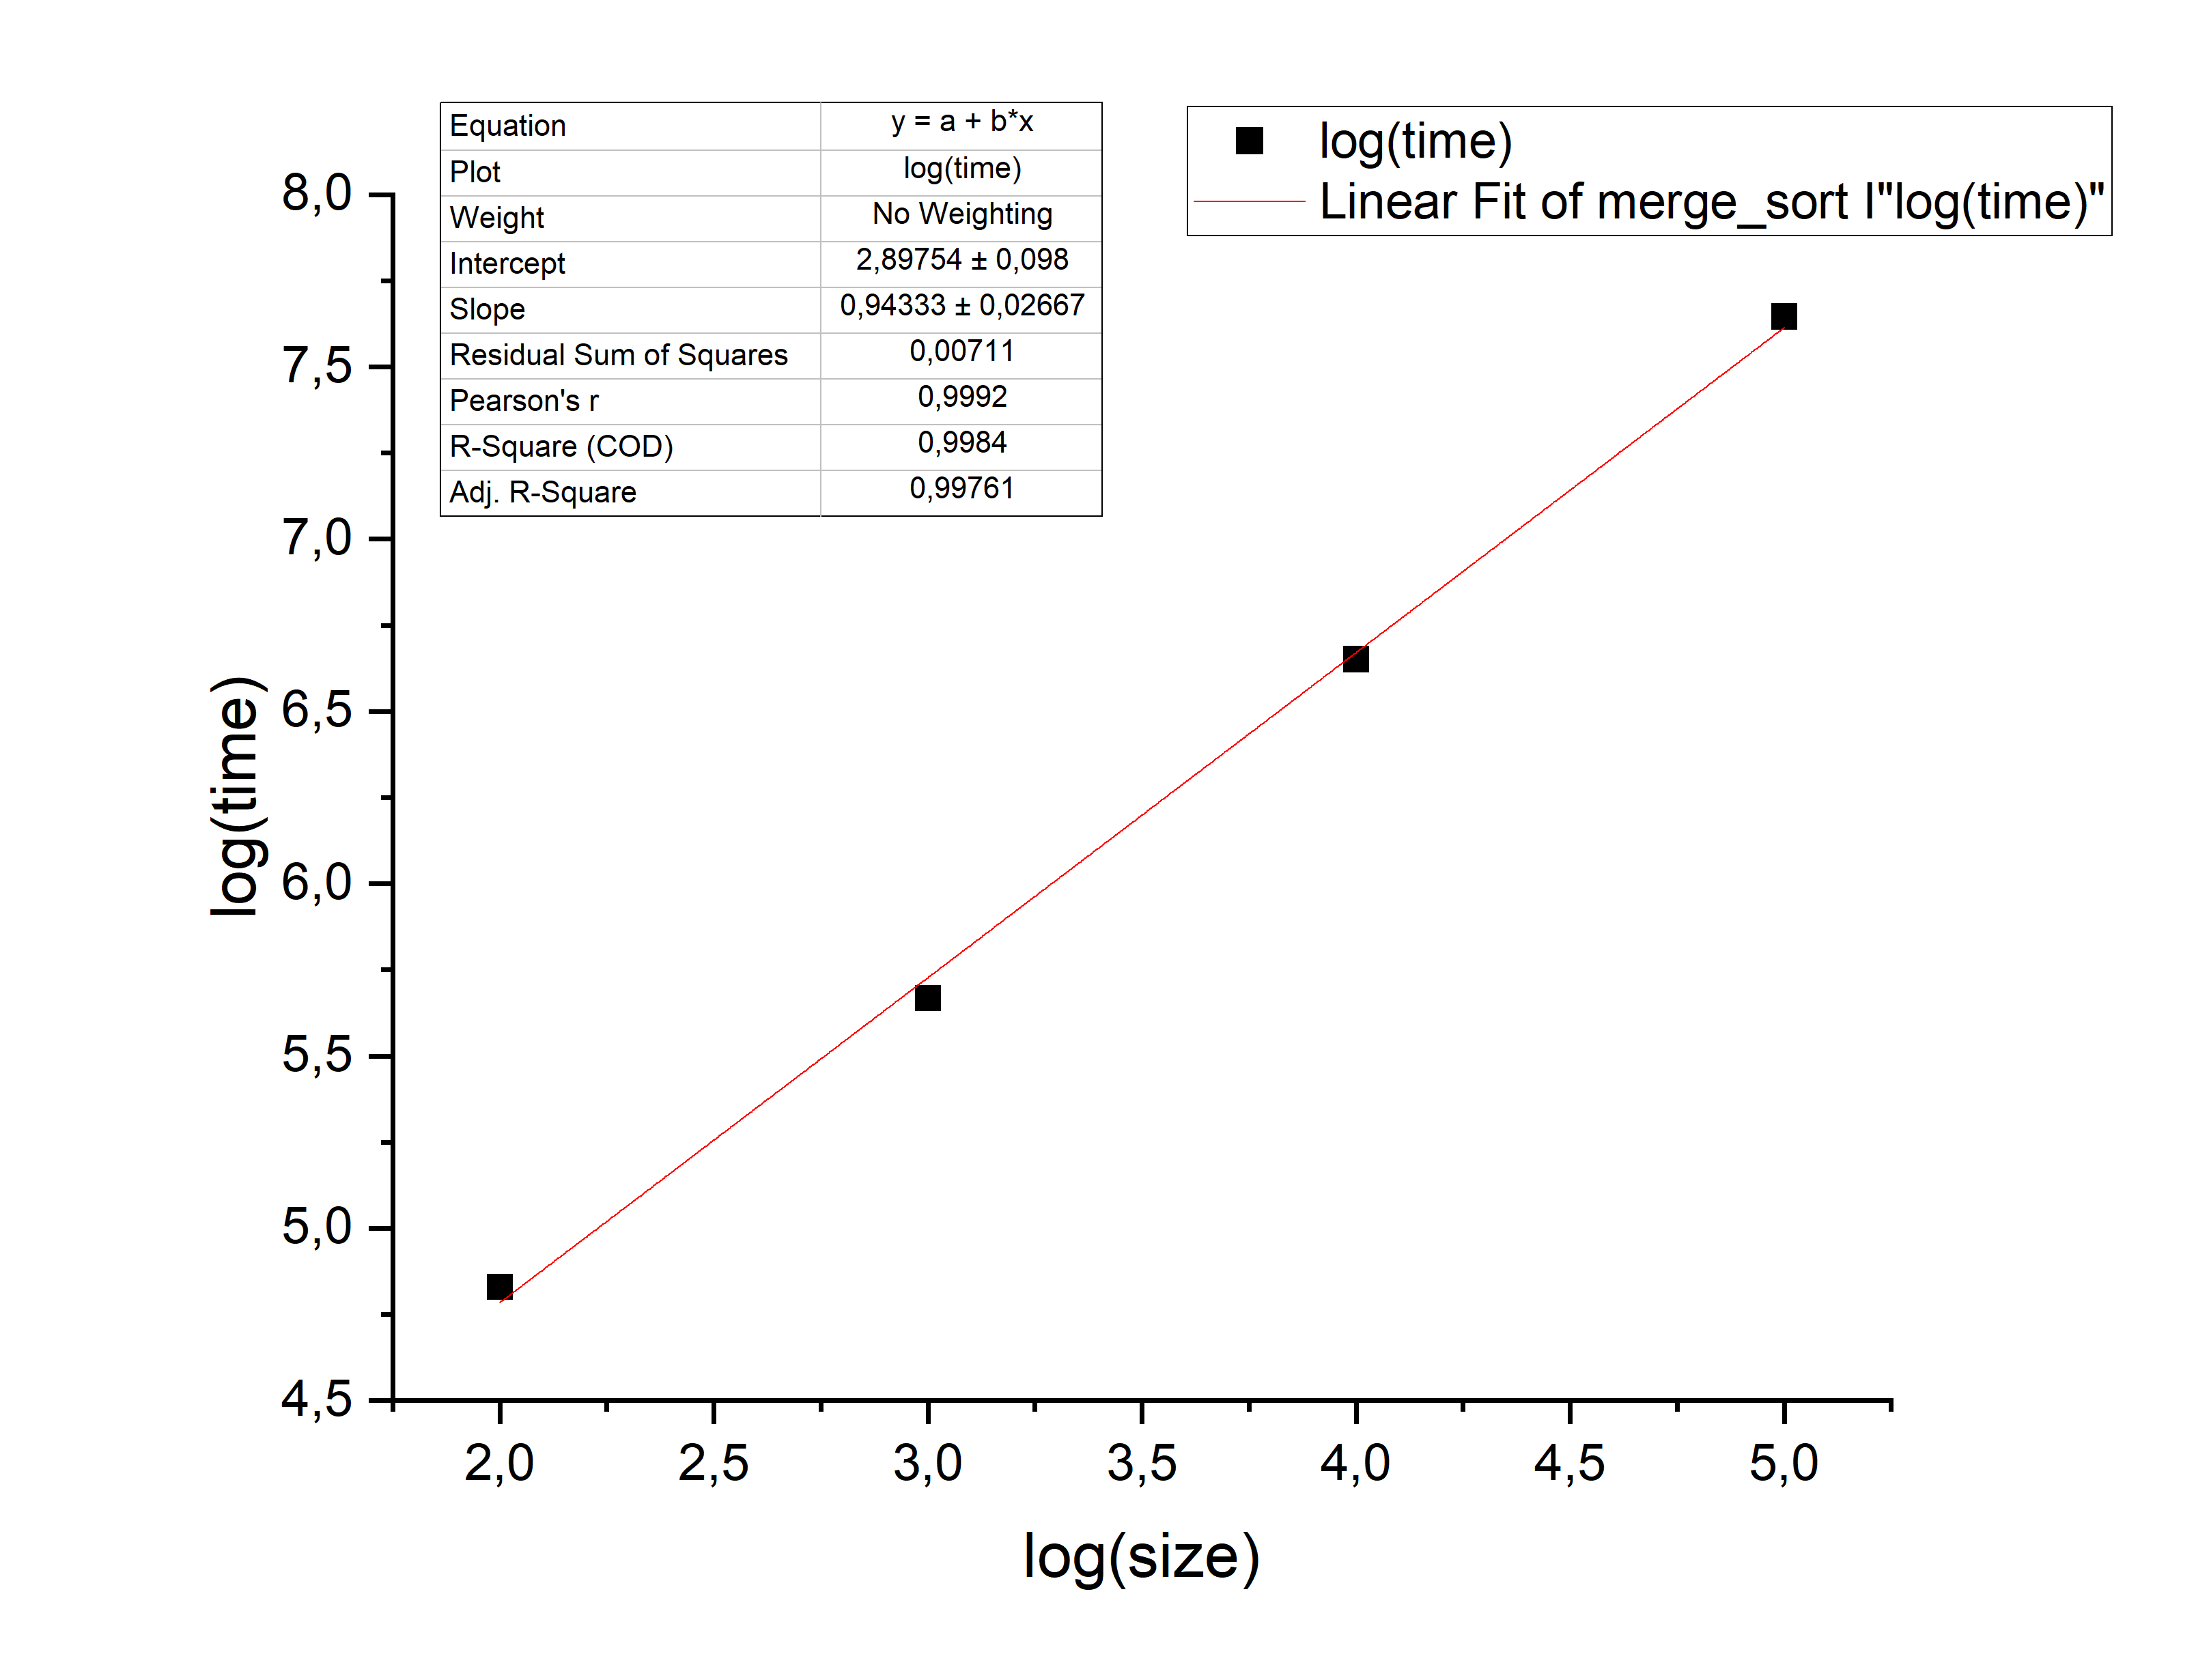 Equation y = a + b*x
Plot log(time)
Weight No Weighting
Intercept 2,89754 ± 0,098
Slope 0,94333 ± 0,02667
Residual Sum of Squares 0,00711
Pearson's r 0,9992
R-Square (COD) 0,9984
Adj. R-Square 0,99761
log(time)
Linear Fit of merge_sort I"log(time)"
8,0
7,5
7,0
6,5
6,0
5,5
5,0
4,5
log(time)
2,0 2,5 3,0 3,5 4,0 4,5 5,0
log(size)